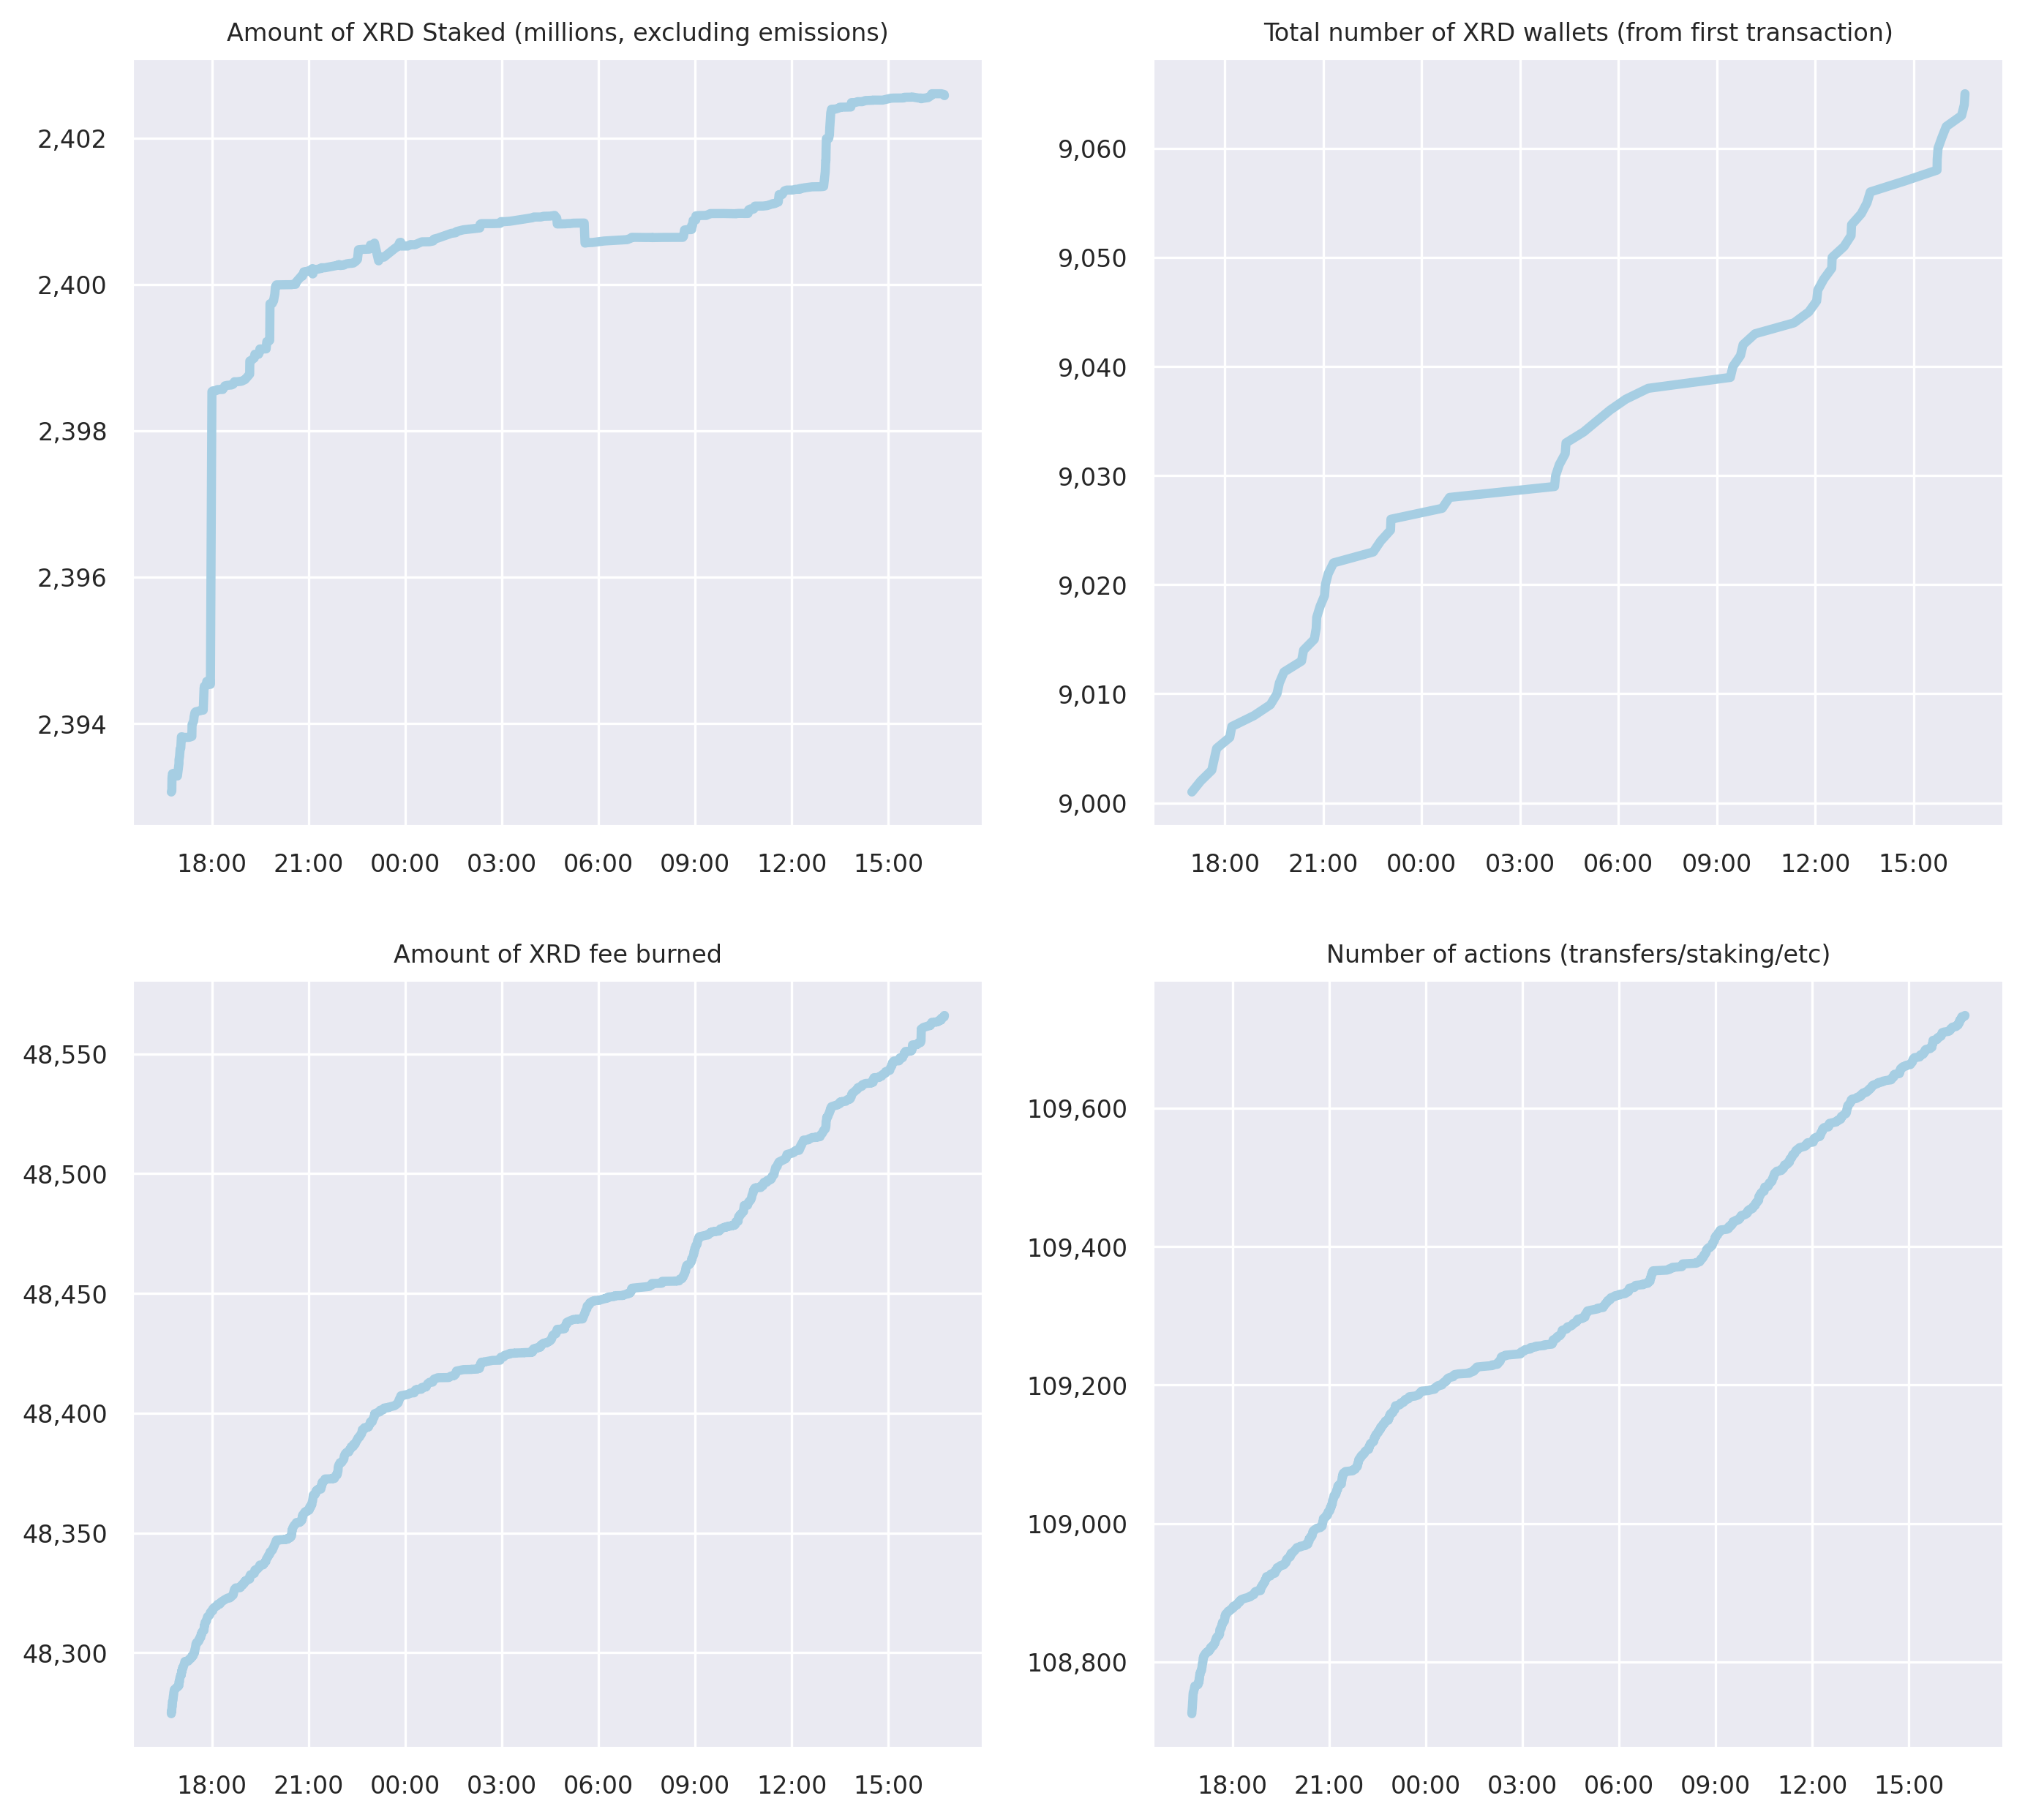 Amount of XRD Staked (millions, excluding emissions)
2,402
2,400
2,398
2,396
2,394
18:00 21:00 00:00 03:00 06:00 09:00 12:00 15:00
Total number of XRD wallets (from first transaction)
9,060
9,050
9,040
9,030
9,020
9,010
9,000
18:00 21:00 00:00 03:00 06:00 09:00 12:00 15:00
Amount of XRD fee burned
48,550
48,500
48,450
48,400
48,350
48,300
18:00 21:00 00:00 03:00 06:00 09:00 12:00 15:00
Number of actions (transfers/staking/etc)
109,600
109,400
109,200
109,000
108,800
18:00 21:00 00:00 03:00 06:00 09:00 12:00 15:00